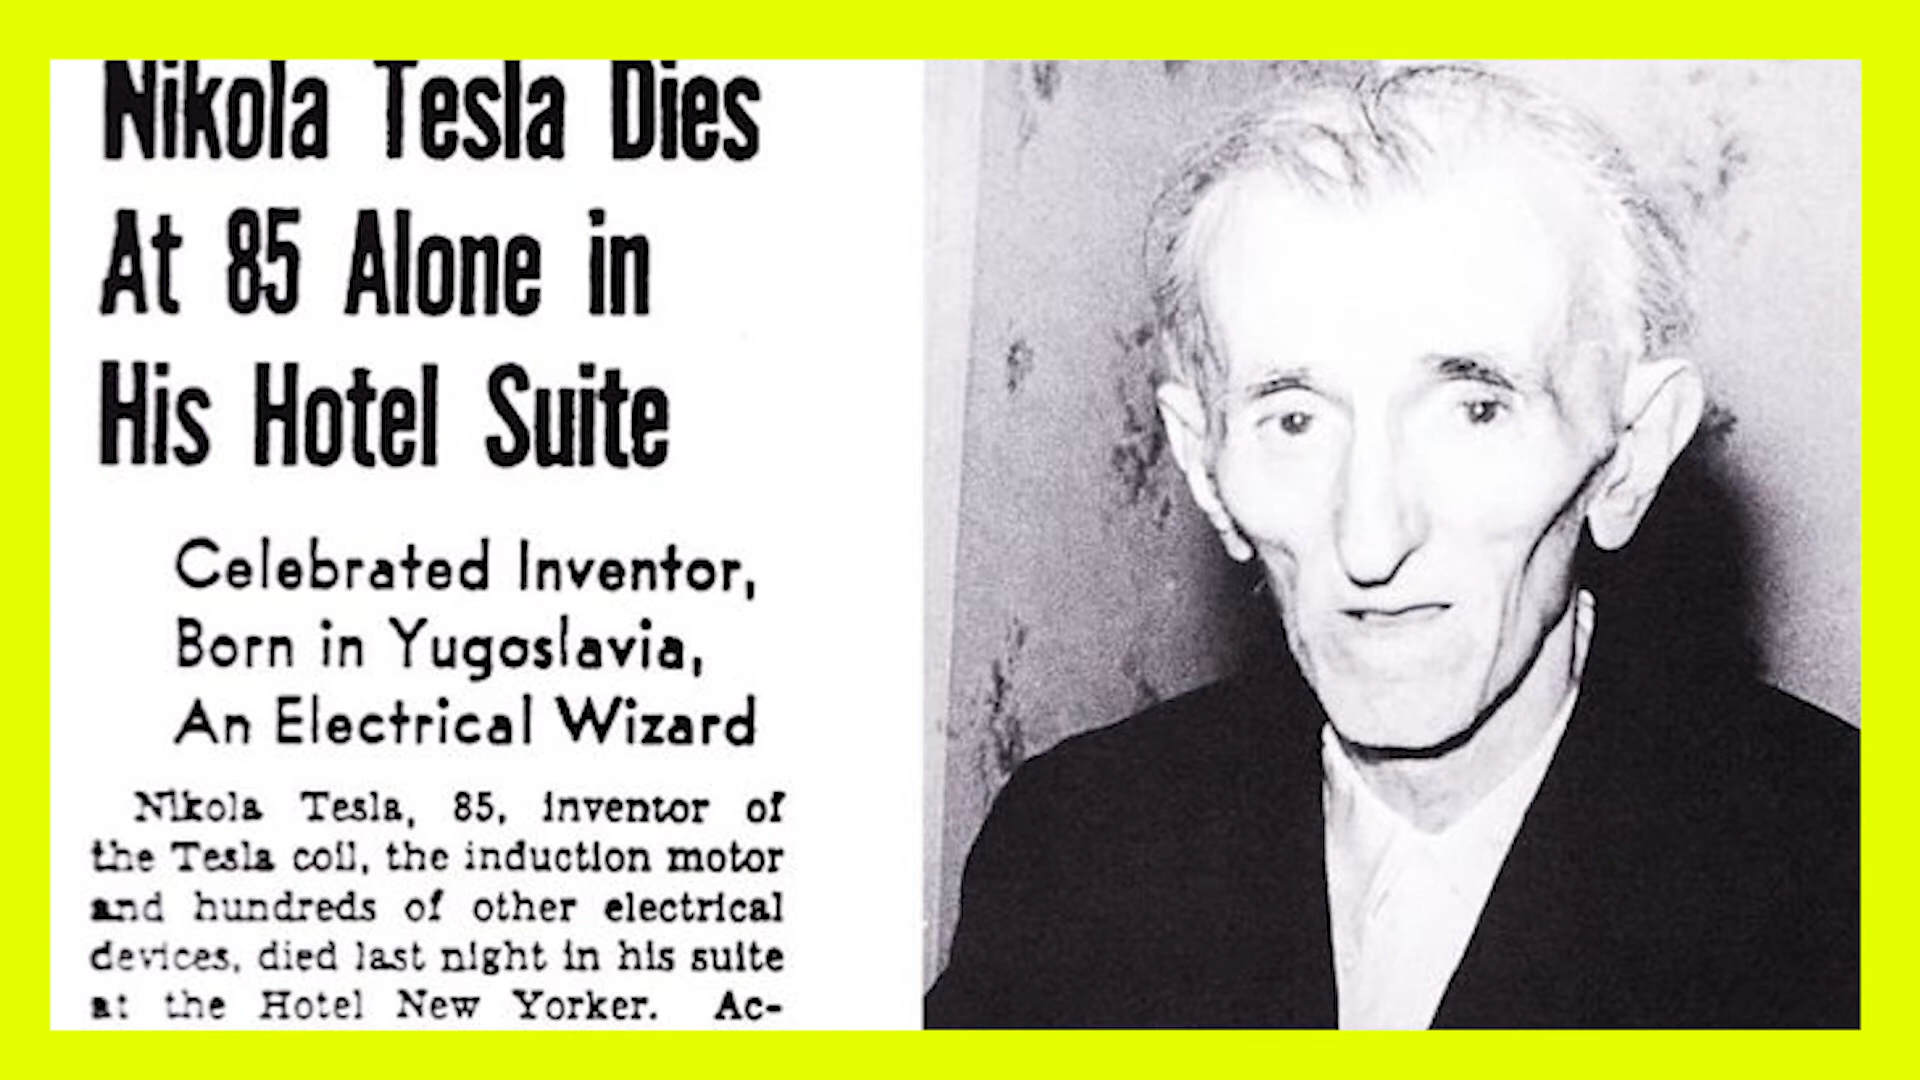 Nikola Tesla Dies
At 85 Alone in
His Hotel Suite
Celebrated Inventor,
Born in Yugoslavia,
An Electrical Wizard
Nikola Tesla, 85, inventor of
the Tesla coil, the induction motor
and hundreds of other electrical
devices, died last night in his suite
at the Hotel New Yorker. Ac-